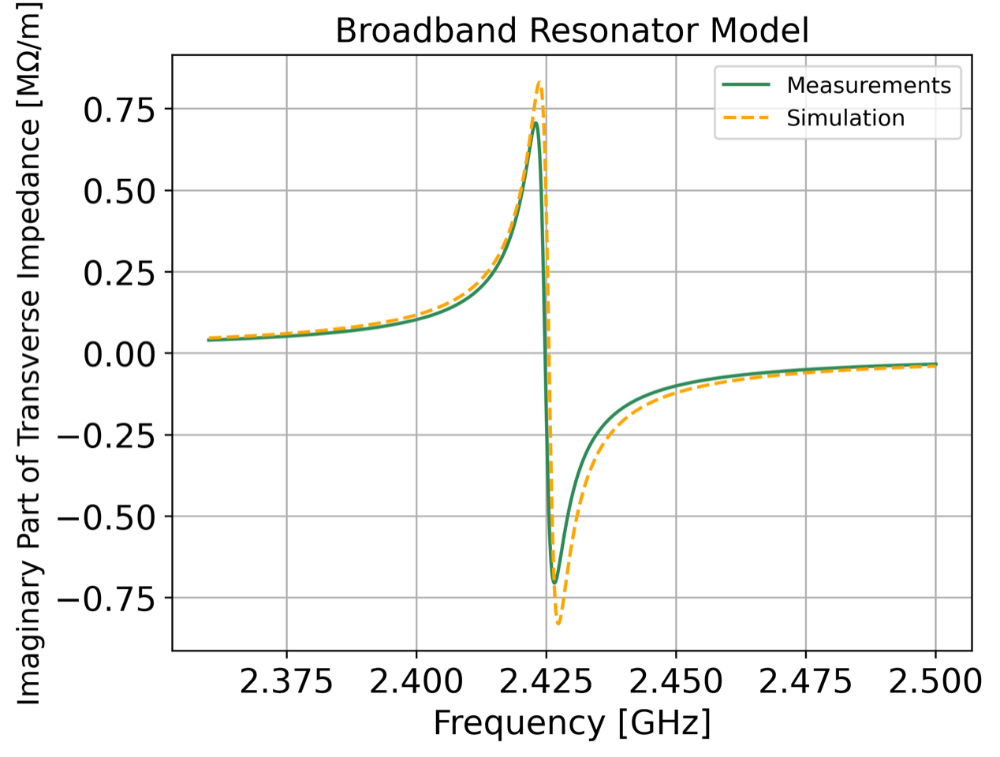 Broadband Resonator Model
Imaginary Part of Transverse Impedance [MΩ/m]
Measurements
Simulation
0.75
0.50
0.25
0.00
−0.25
−0.50
−0.75
2.375 2.400 2.425 2.450 2.475 2.500
Frequency [GHz]